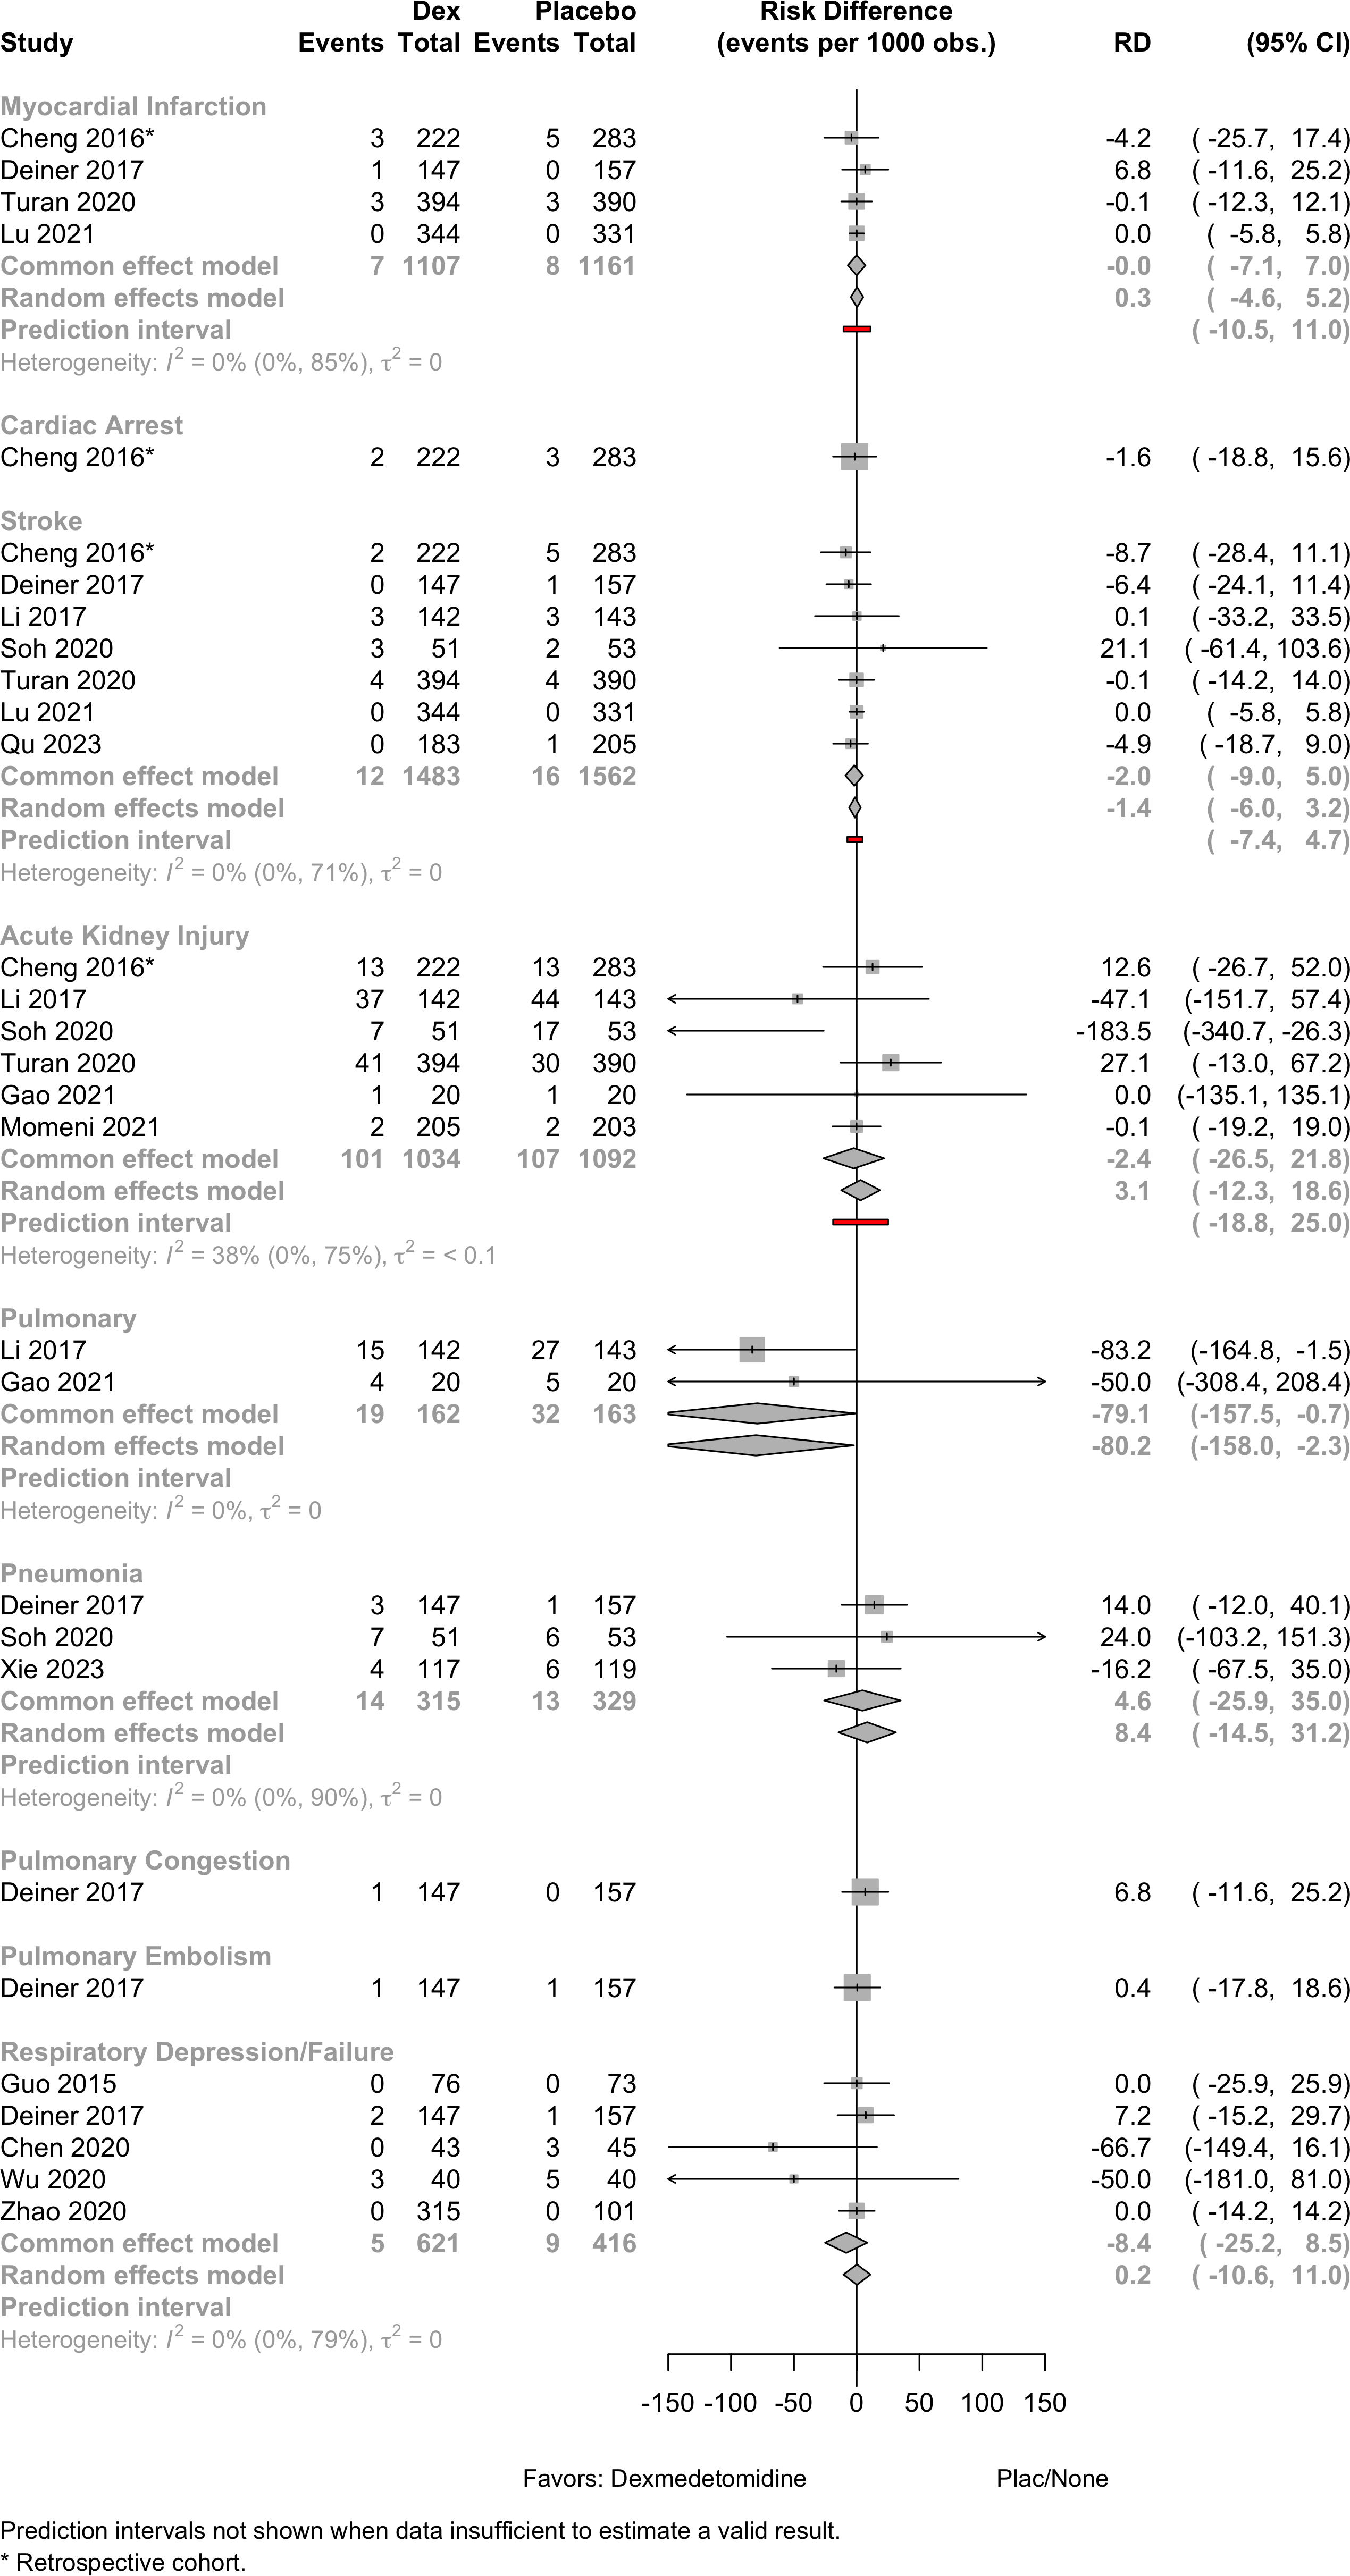 Dex Placebo Risk Difference
Study Events Total Events Total (events per 1000 obs.) RD (95% CI)
Myocardial Infarction
Cheng 2016* 3 222 5 283 -4.2 ( -25.7, 17.4)
Deiner 2017 1 147 0 157 6.8 ( -11.6, 25.2)
Turan 2020 3 394 3 390 -0.1 ( -12.3, 12.1)
Lu 2021 0 344 0 331 0.0 ( -5.8, 5.8)
Common effect model 7 1107 8 1161 -0.0 ( -7.1, 7.0)
Random effects model 0.3 ( -4.6, 5.2)
Prediction interval ( -10.5, 11.0)
Heterogeneity: I² = 0% (0%, 85%), τ² = 0
Cardiac Arrest
Cheng 2016* 2 222 3 283 -1.6 ( -18.8, 15.6)
Stroke
Cheng 2016* 2 222 5 283 -8.7 ( -28.4, 11.1)
Deiner 2017 0 147 1 157 -6.4 ( -24.1, 11.4)
Li 2017 3 142 3 143 0.1 ( -33.2, 33.5)
Soh 2020 3 51 2 53 21.1 ( -61.4, 103.6)
Turan 2020 4 394 4 390 -0.1 ( -14.2, 14.0)
Lu 2021 0 344 0 331 0.0 ( -5.8, 5.8)
Qu 2023 0 183 1 205 -4.9 ( -18.7, 9.0)
Common effect model 12 1483 16 1562 -2.0 ( -9.0, 5.0)
Random effects model -1.4 ( -6.0, 3.2)
Prediction interval ( -7.4, 4.7)
Heterogeneity: I² = 0% (0%, 71%), τ² = 0
Acute Kidney Injury
Cheng 2016* 13 222 13 283 12.6 ( -26.7, 52.0)
Li 2017 37 142 44 143 -47.1 (-151.7, 57.4)
Soh 2020 7 51 17 53 -183.5 (-340.7, -26.3)
Turan 2020 41 394 30 390 27.1 ( -13.0, 67.2)
Gao 2021 1 20 1 20 0.0 (-135.1, 135.1)
Momeni 2021 2 205 2 203 -0.1 ( -19.2, 19.0)
Common effect model 101 1034 107 1092 -2.4 ( -26.5, 21.8)
Random effects model 3.1 ( -12.3, 18.6)
Prediction interval ( -18.8, 25.0)
Heterogeneity: I² = 38% (0%, 75%), τ² = < 0.1
Pulmonary
Li 2017 15 142 27 143 -83.2 (-164.8, -1.5)
Gao 2021 4 20 5 20 -50.0 (-308.4, 208.4)
Common effect model 19 162 32 163 -79.1 (-157.5, -0.7)
Random effects model -80.2 (-158.0, -2.3)
Prediction interval
Heterogeneity: I² = 0%, τ² = 0
Pneumonia
Deiner 2017 3 147 1 157 14.0 ( -12.0, 40.1)
Soh 2020 7 51 6 53 24.0 (-103.2, 151.3)
Xie 2023 4 117 6 119 -16.2 ( -67.5, 35.0)
Common effect model 14 315 13 329 4.6 ( -25.9, 35.0)
Random effects model 8.4 ( -14.5, 31.2)
Prediction interval
Heterogeneity: I² = 0% (0%, 90%), τ² = 0
Pulmonary Congestion
Deiner 2017 1 147 0 157 6.8 ( -11.6, 25.2)
Pulmonary Embolism
Deiner 2017 1 147 1 157 0.4 ( -17.8, 18.6)
Respiratory Depression/Failure
Guo 2015 0 76 0 73 0.0 ( -25.9, 25.9)
Deiner 2017 2 147 1 157 7.2 ( -15.2, 29.7)
Chen 2020 0 43 3 45 -66.7 (-149.4, 16.1)
Wu 2020 3 40 5 40 -50.0 (-181.0, 81.0)
Zhao 2020 0 315 0 101 0.0 ( -14.2, 14.2)
Common effect model 5 621 9 416 -8.4 ( -25.2, 8.5)
Random effects model 0.2 ( -10.6, 11.0)
Prediction interval
Heterogeneity: I² = 0% (0%, 79%), τ² = 0
-150 -100 -50 0 50 100 150
Favors: Dexmedetomidine Plac/None
Prediction intervals not shown when data insufficient to estimate a valid result.
* Retrospective cohort.